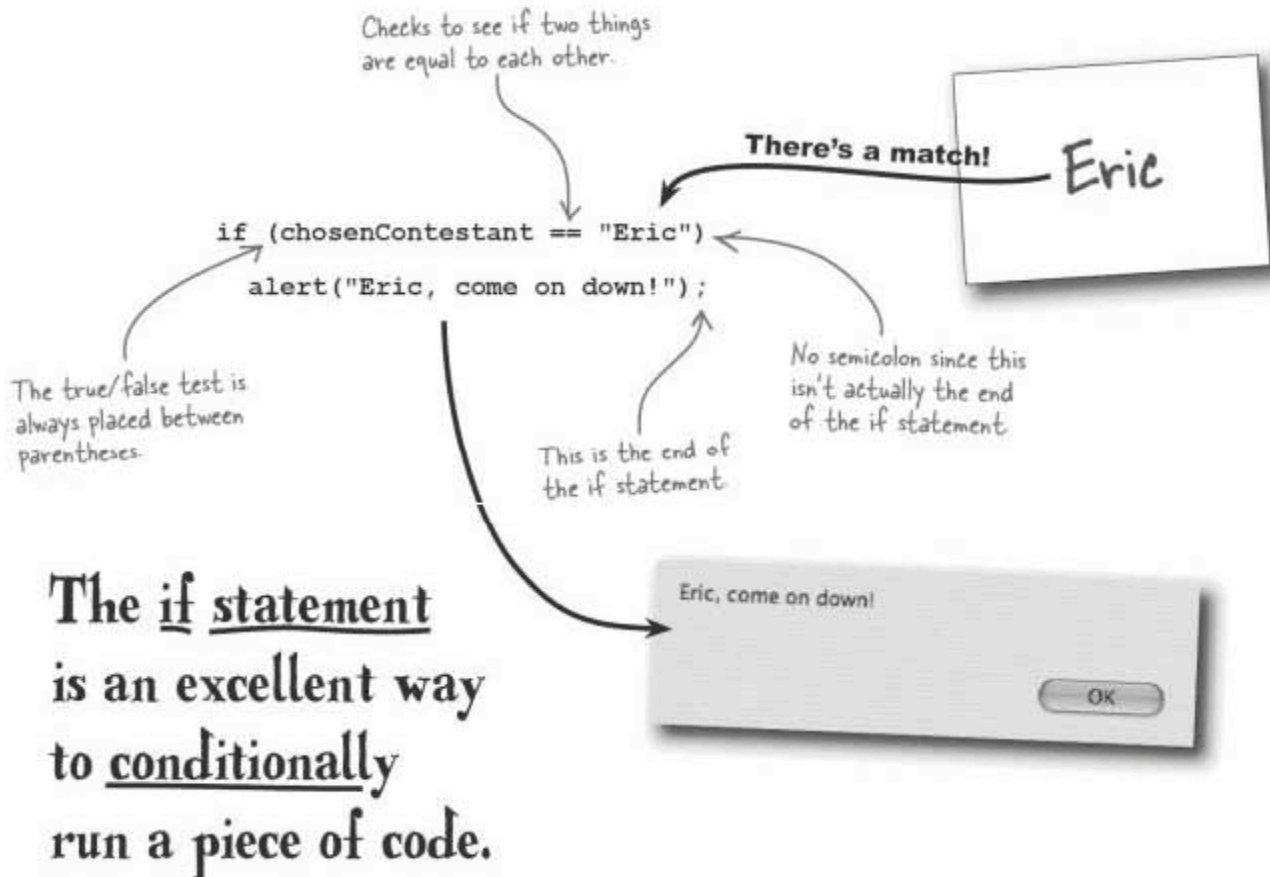 Checks to see if two things
are equal to each other.
There's a match!
Eric
if (chosenContestant == "Eric")
alert("Eric, come on down!");
The true/false test is
always placed between
parentheses.
No semicolon since this
isn't actually the end
of the if statement
This is the end of
the if statement
The if statement
is an excellent way
to conditionally
run a piece of code.
Eric, come on down!
OK